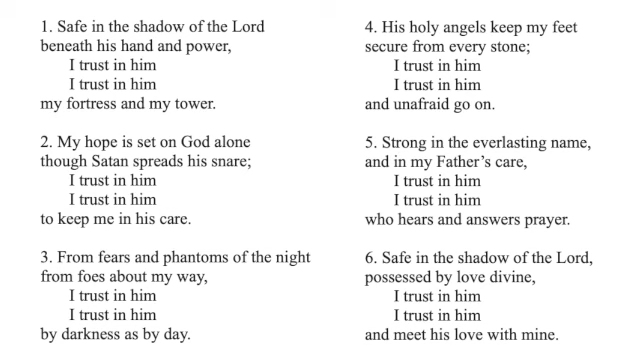 1. Safe in the shadow of the Lord
beneath his hand and power,
I trust in him
I trust in him
my fortress and my tower.
2. My hope is set on God alone
though Satan spreads his snare;
I trust in him
I trust in him
to keep me in his care.
3. From fears and phantoms of the night
from foes about my way,
I trust in him
I trust in him
by darkness as by day.
4. His holy angels keep my feet
secure from every stone;
I trust in him
I trust in him
and unafraid go on.
5. Strong in the everlasting name,
and in my Father’s care,
I trust in him
I trust in him
who hears and answers prayer.
6. Safe in the shadow of the Lord,
possessed by love divine,
I trust in him
I trust in him
and meet his love with mine.